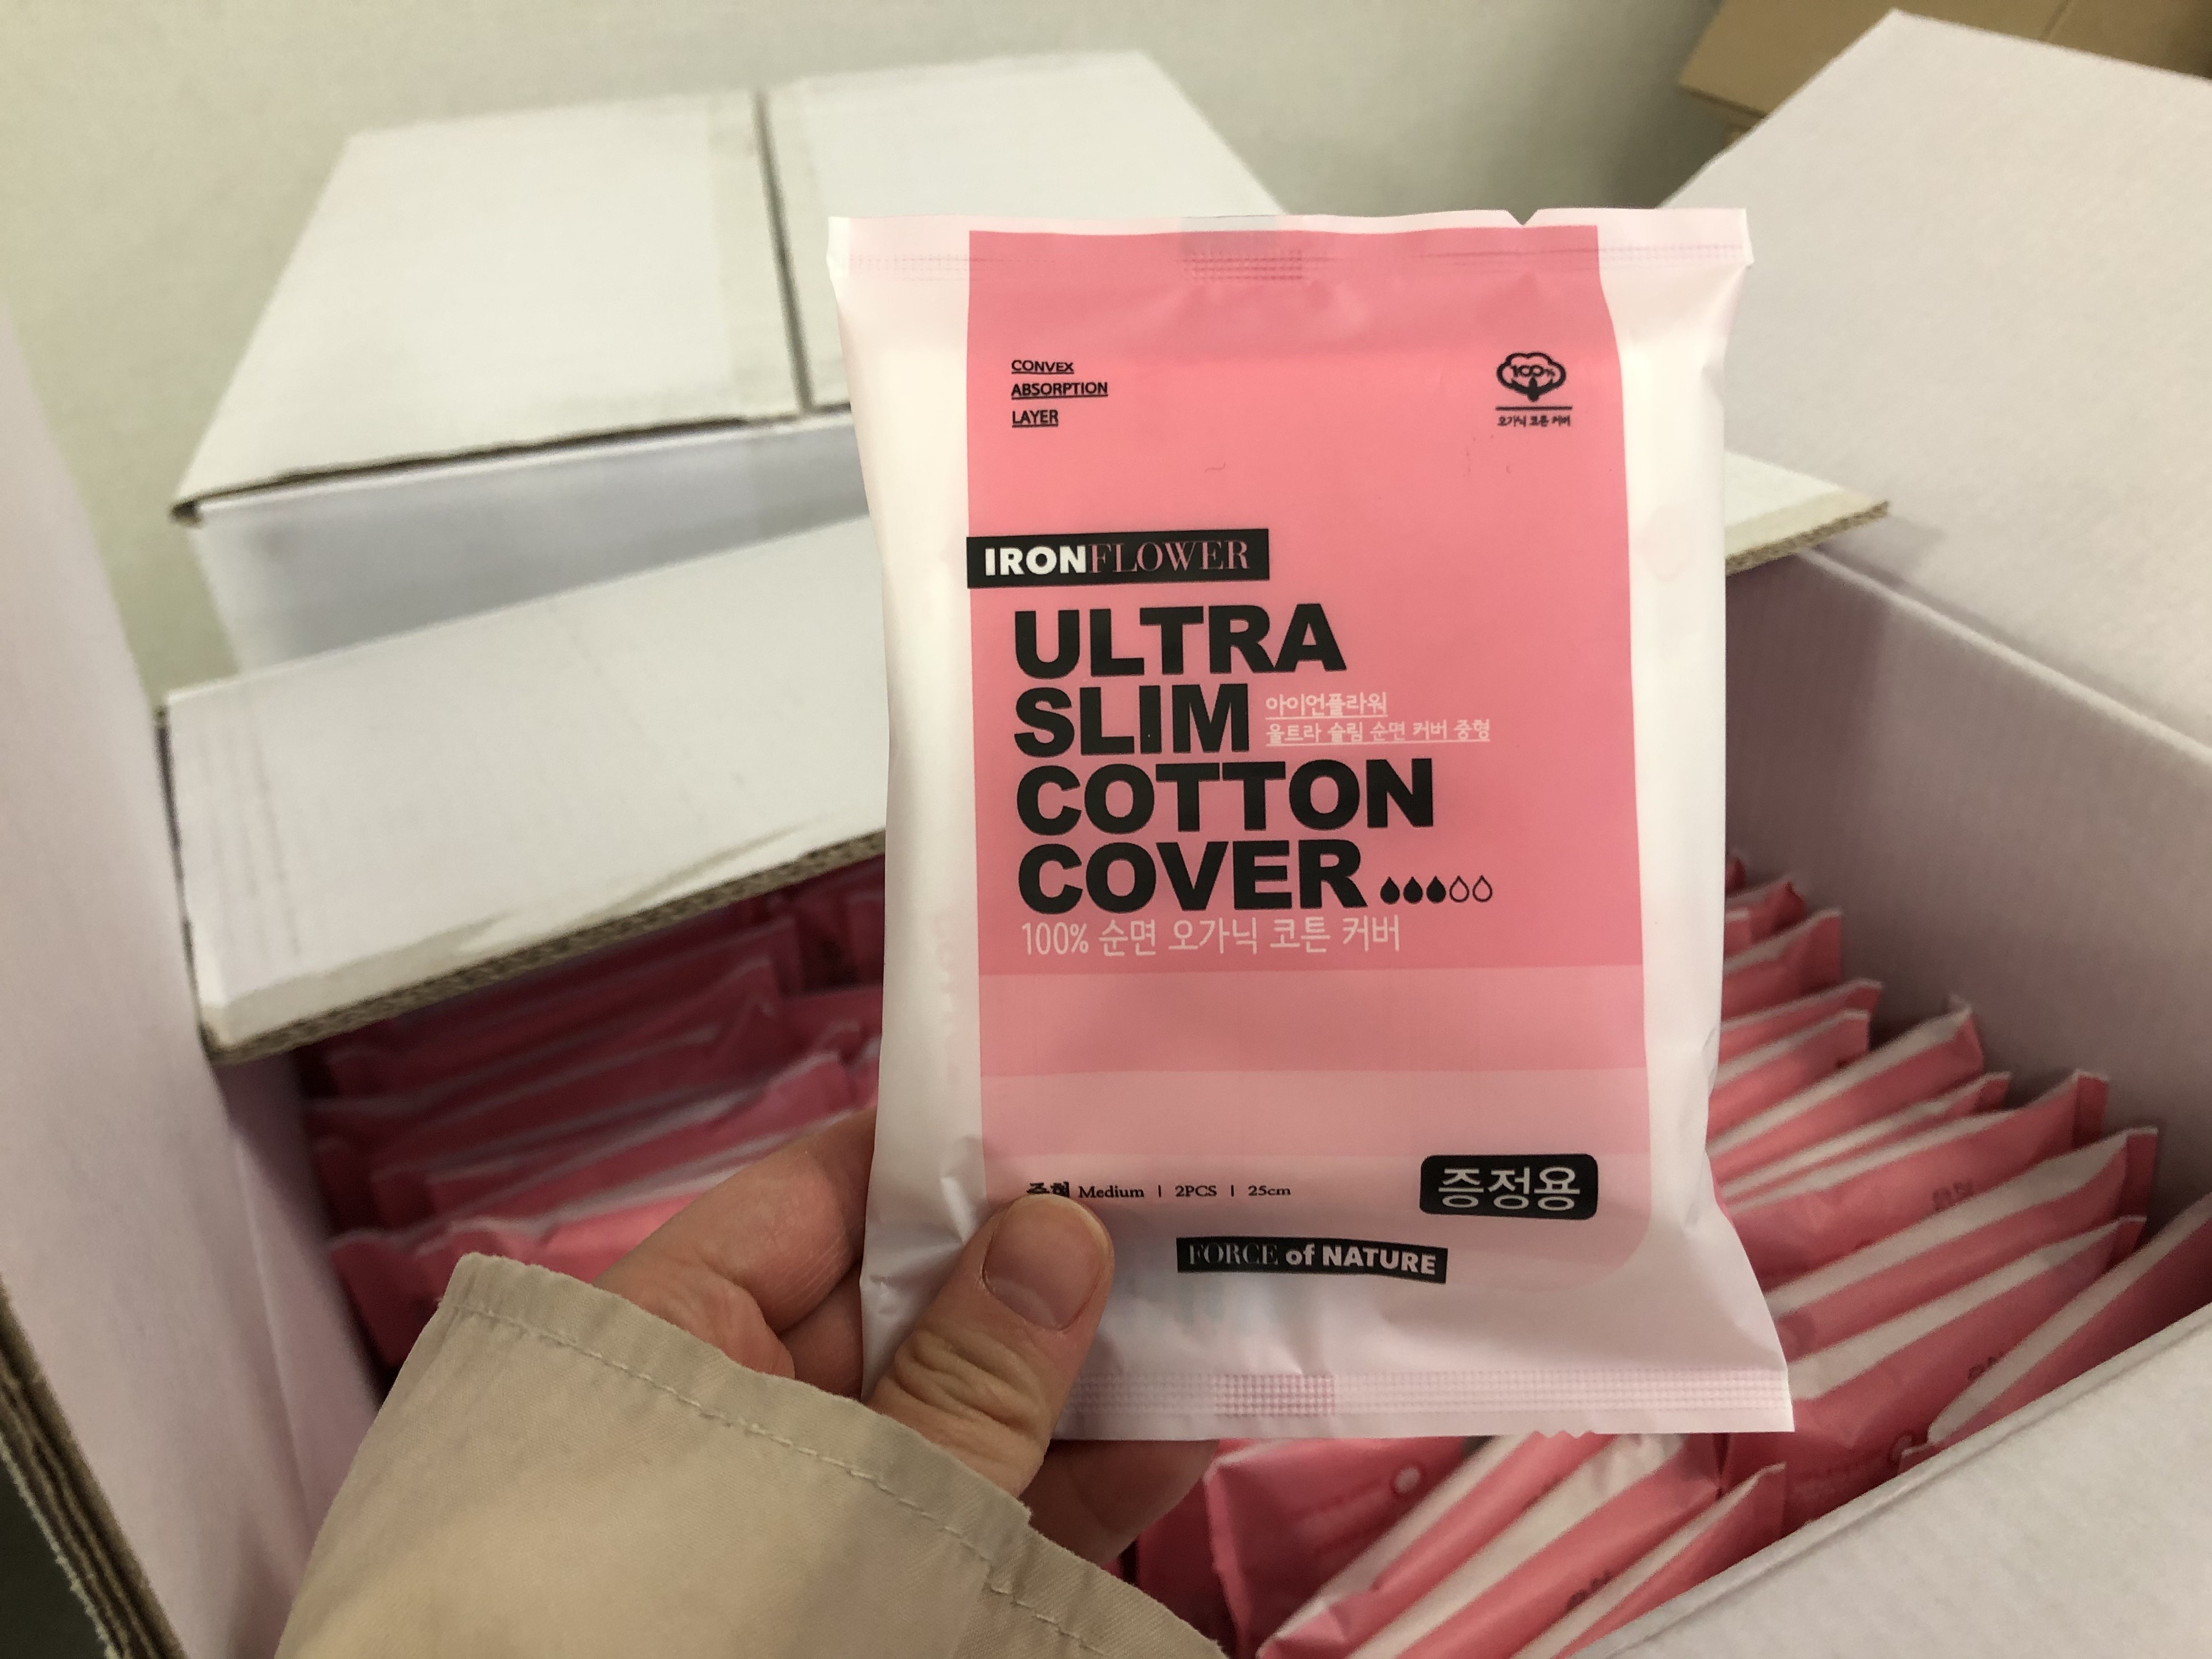 CONVEX
ABSORPTION
LAYER
100%
오가닉 코튼 커버
IRONFLOWER
ULTRA
SLIM
아이언플라워
울트라 슬림 순면 커버 중형
COTTON
COVER
100% 순면 오가닉 코튼 커버
중형 Medium | 2PCS | 25cm
증정용
FORCE of NATURE